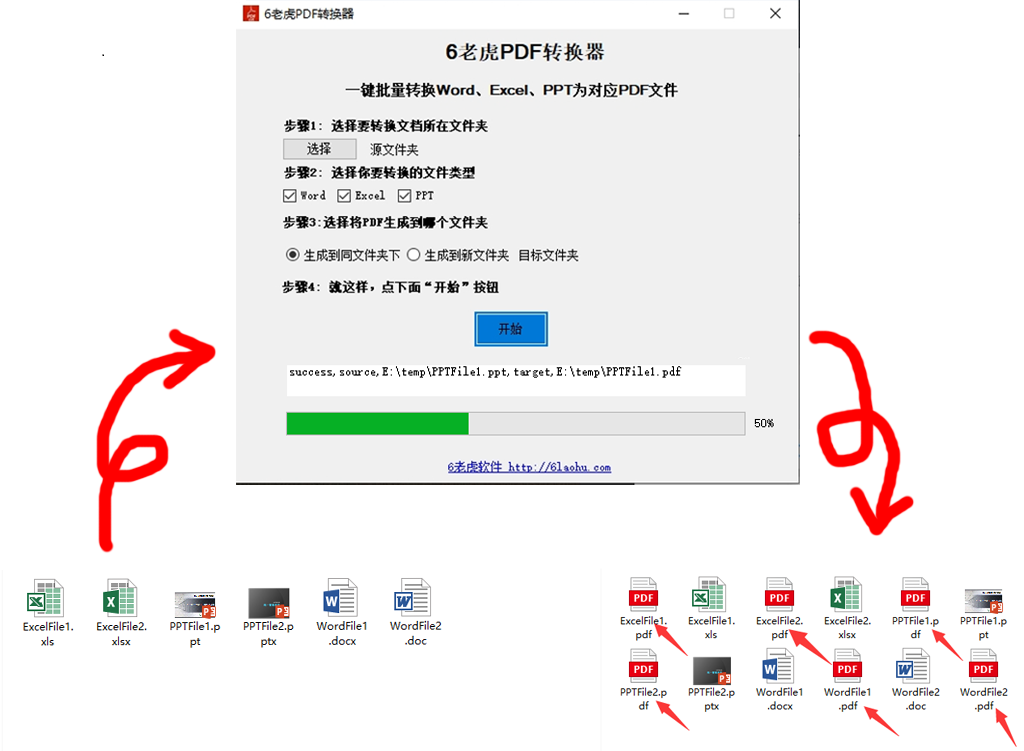 6老虎PDF转换器
6老虎PDF转换器
一键批量转换Word、Excel、PPT为对应PDF文件
步骤1: 选择要转换文档所在文件夹
选择 源文件夹
步骤2: 选择你要转换的文件类型
Word Excel PPT
步骤3:选择将PDF生成到哪个文件夹
生成到同文件夹下 生成到新文件夹 目标文件夹
步骤4: 就这样，点下面“开始”按钮
开始
success,source,E:\temp\PPTFile1.ppt,target,E:\temp\PPTFile1.pdf
50%
6老虎软件 http://6laohu.com
ExcelFile1.
xls
ExcelFile2.
xlsx
PPTFile1.p
pt
PPTFile2.p
ptx
WordFile1
.docx
WordFile2
.doc
PDF
ExcelFile1.
pdf
ExcelFile1.
xls
PDF
ExcelFile2.
pdf
ExcelFile2.
xlsx
PDF
PPTFile1.p
df
PPTFile1.p
pt
PDF
PPTFile2.p
df
PPTFile2.p
ptx
WordFile1
.docx
PDF
WordFile1
.pdf
WordFile2
.doc
PDF
WordFile2
.pdf